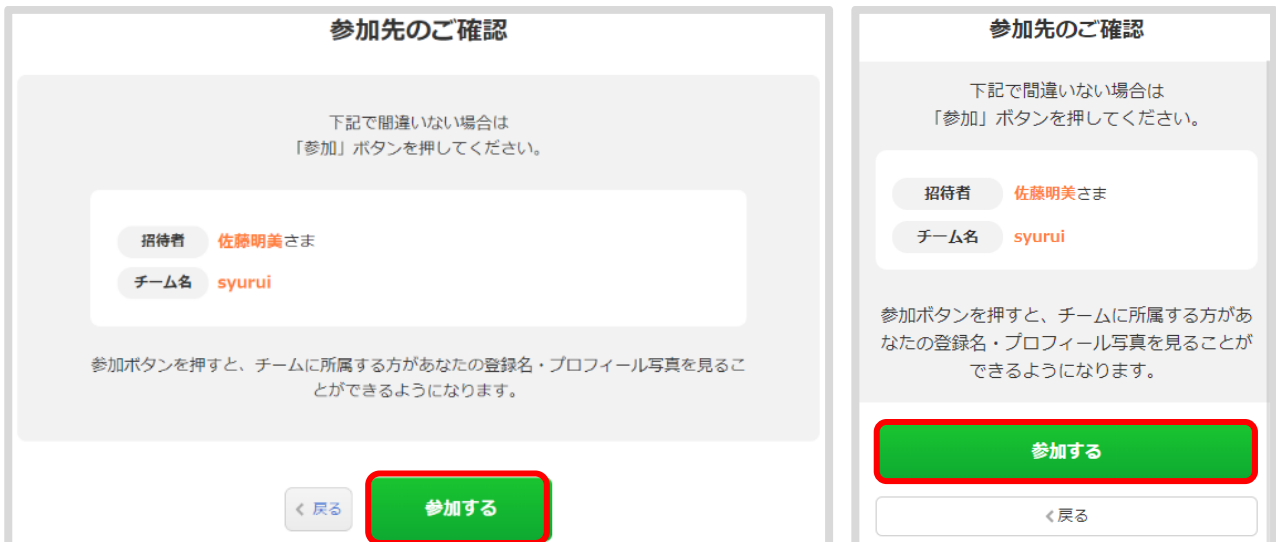 参加先のご確認
下記で間違いない場合は
「参加」ボタンを押してください。
招待者 佐藤明美さま
チーム名 syurui
参加ボタンを押すと、チームに所属する方があなたの登録名・プロフィール写真を見るこ
とができるようになります。
< 戻る 参加する
参加先のご確認
下記で間違いない場合は
「参加」ボタンを押してください。
招待者 佐藤明美さま
チーム名 syurui
参加ボタンを押すと、チームに所属する方があ
なたの登録名・プロフィール写真を見ることが
できるようになります。
参加する
<戻る